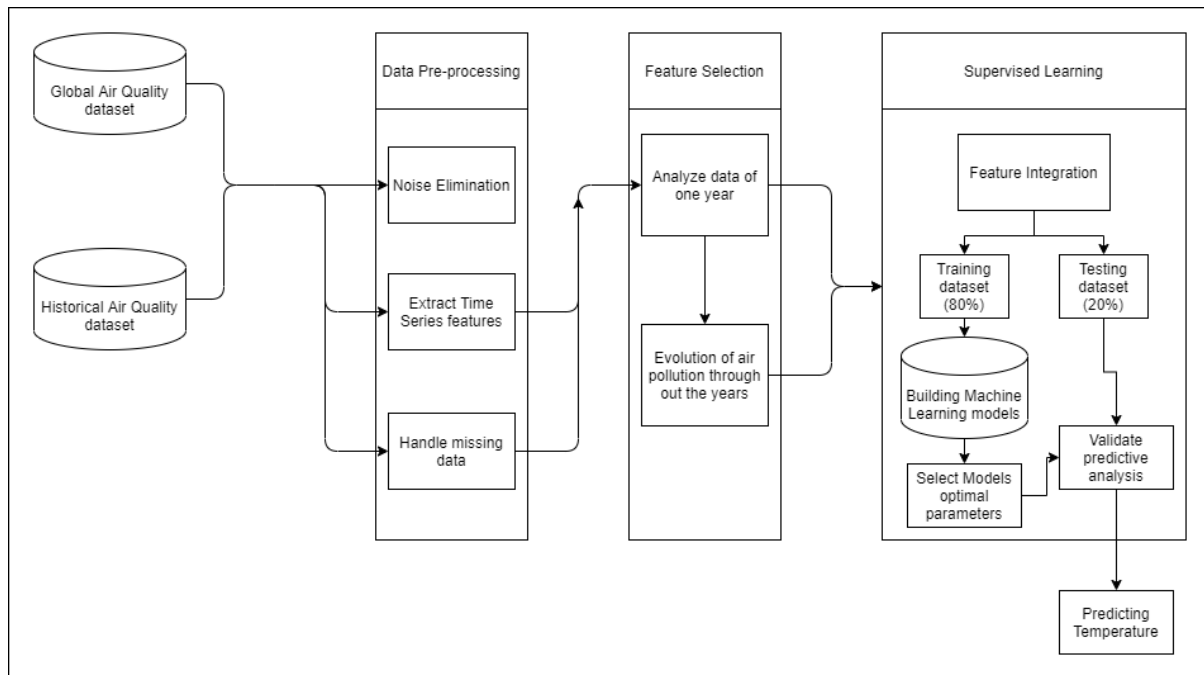 Global Air Quality
dataset
Historical Air Quality
dataset
Data Pre-processing
Noise Elimination
Extract Time
Series features
Handle missing
data
Feature Selection
Analyze data of
one year
Evolution of air
pollution through
out the years
Supervised Learning
Feature Integration
Training
dataset
(80%)
Testing
dataset
(20%)
Building Machine
Learning models
Select Models
optimal
parameters
Validate
predictive
analysis
Predicting
Temperature